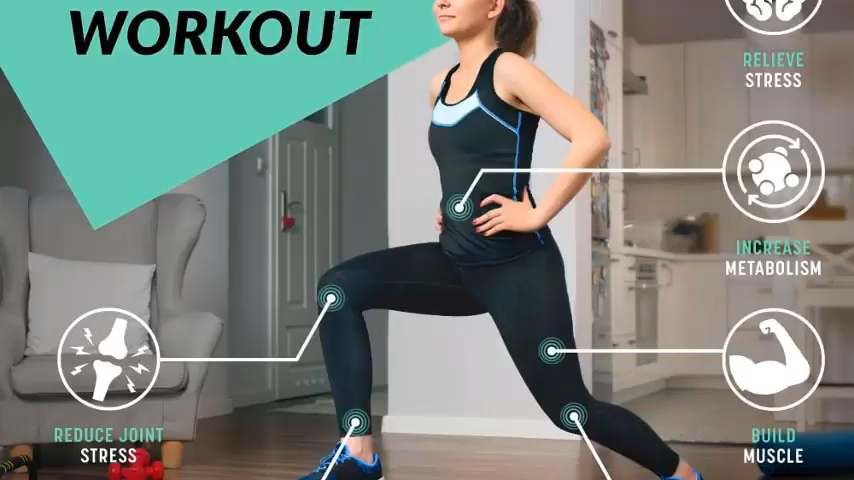 WORKOUT
RELIEVE
STRESS
INCREASE
METABOLISM
REDUCE JOINT
STRESS
BUILD
MUSCLE